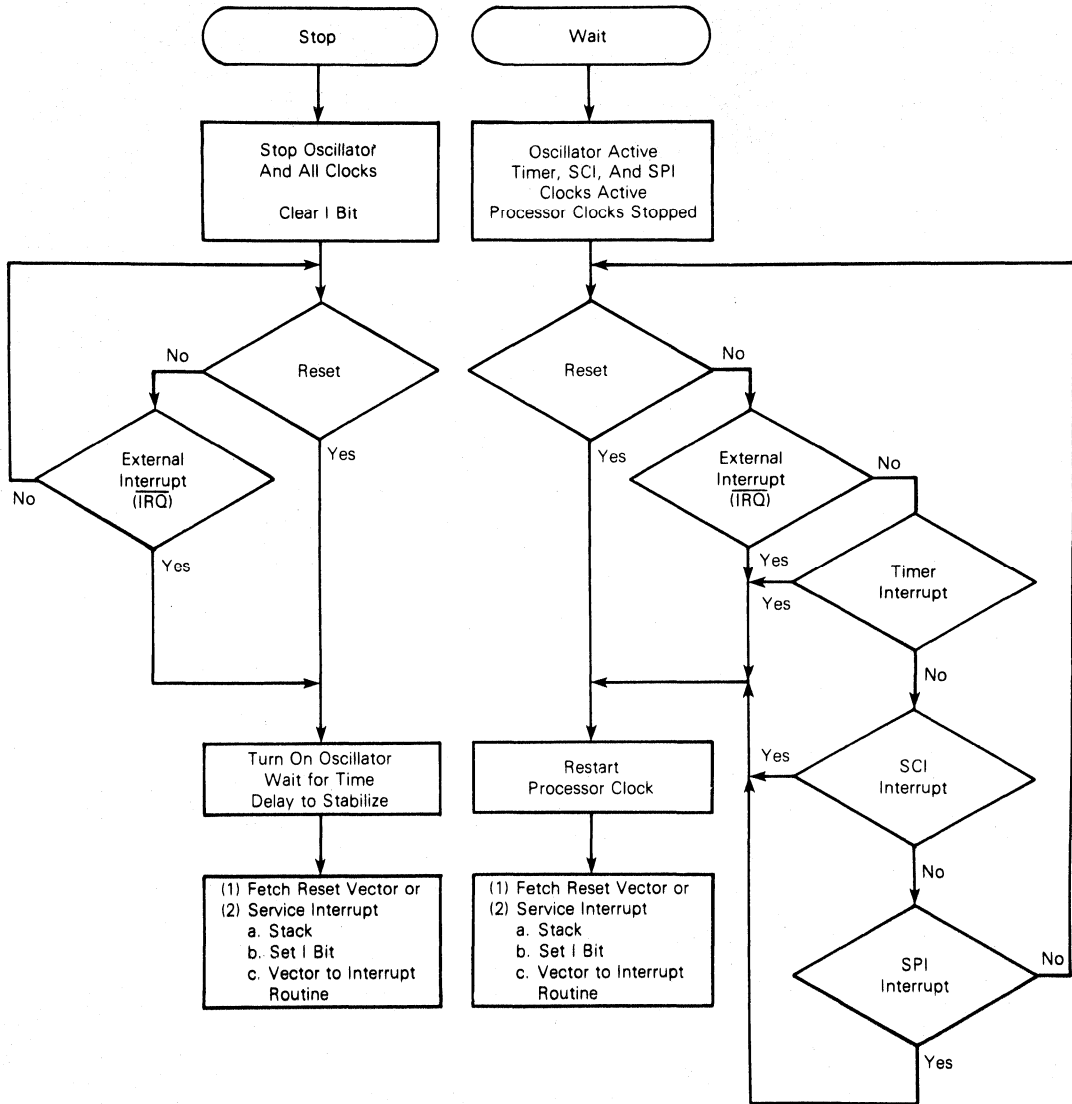 Stop
Stop Oscillator
And All Clocks
Clear I Bit
Reset
No
Yes
External
Interrupt
(IRQ)
No
Yes
Turn On Oscillator
Wait for Time
Delay to Stabilize
(1) Fetch Reset Vector or
(2) Service Interrupt
a. Stack
b. Set I Bit
c. Vector to Interrupt
Routine
Wait
Oscillator Active
Timer, SCI, And SPI
Clocks Active
Processor Clocks Stopped
Reset
No
Yes
External
Interrupt
(IRQ)
No
Yes
Timer
Interrupt
Yes
No
SCI
Interrupt
Yes
No
SPI
Interrupt
No
Yes
Restart
Processor Clock
(1) Fetch Reset Vector or
(2) Service Interrupt
a. Stack
b. Set I Bit
c. Vector to Interrupt
Routine